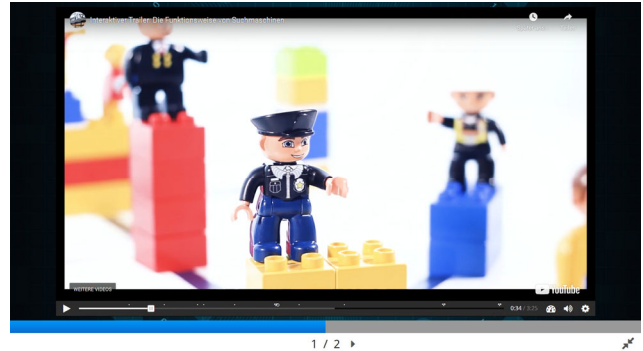 Interaktiver Trailer: Die Funktionsweise von Suchmaschinen
WEITERE VIDEOS
YouTube
0:34 / 3:25
1 / 2